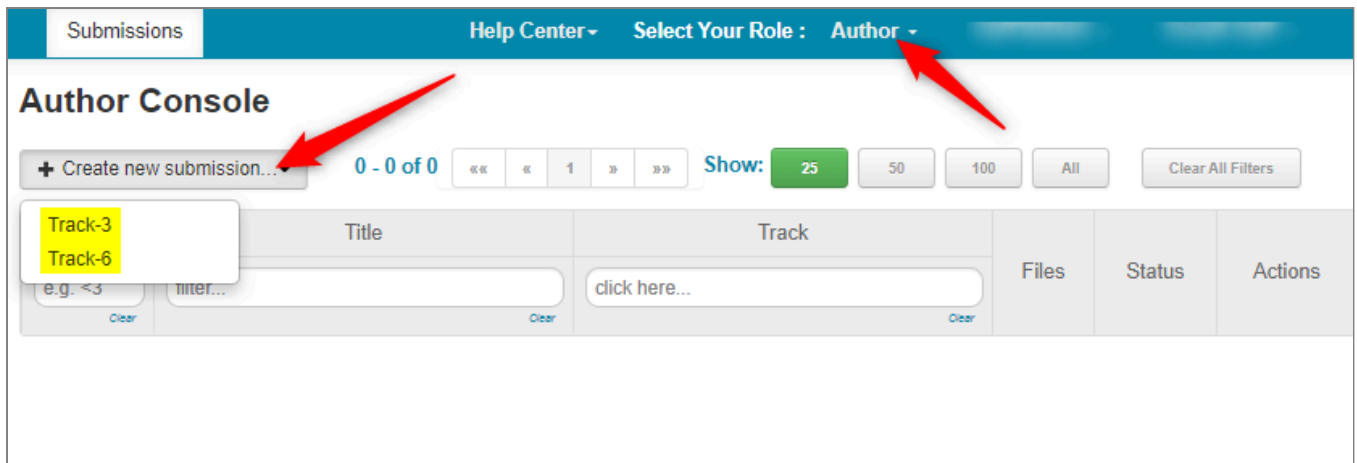 Submissions Help Center Select Your Role : Author
Author Console
+ Create new submission... 0 - 0 of 0 «« « 1 » »» Show: 25 50 100 All Clear All Filters
Track-3
Track-6
Title Track Files Status Actions
e.g. <3 filter... click here...
Clear Clear Clear